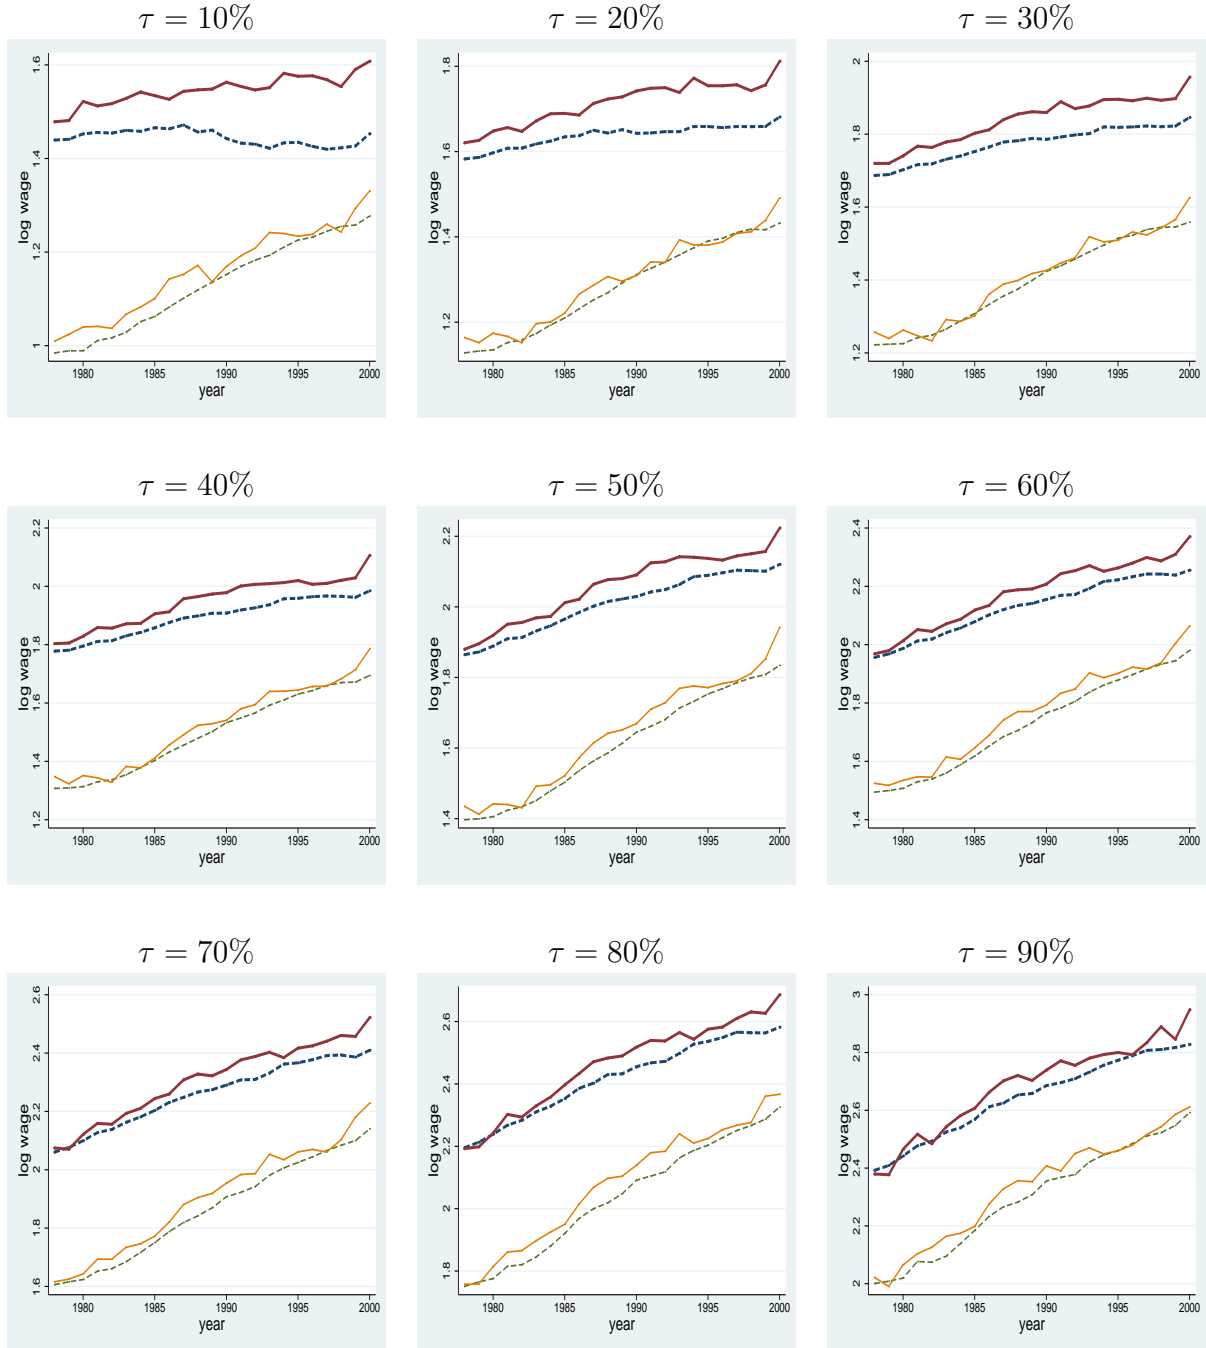 τ = 10%
τ = 20%
τ = 30%
log wage
1 1.2 1.4 1.6
1980 1985 1990 1995 2000
year
log wage
1.2 1.4 1.6 1.8
1980 1985 1990 1995 2000
year
log wage
1.2 1.4 1.6 1.8 2
1980 1985 1990 1995 2000
year
τ = 40%
τ = 50%
τ = 60%
log wage
1.2 1.4 1.6 1.8 2 2.2
1980 1985 1990 1995 2000
year
log wage
1.4 1.6 1.8 2 2.2
1980 1985 1990 1995 2000
year
log wage
1.4 1.6 1.8 2 2.2 2.4
1980 1985 1990 1995 2000
year
τ = 70%
τ = 80%
τ = 90%
log wage
1.6 1.8 2 2.2 2.4 2.6
1980 1985 1990 1995 2000
year
log wage
1.8 2 2.2 2.4 2.6
1980 1985 1990 1995 2000
year
log wage
2 2.2 2.4 2.6 2.8 3
1980 1985 1990 1995 2000
year